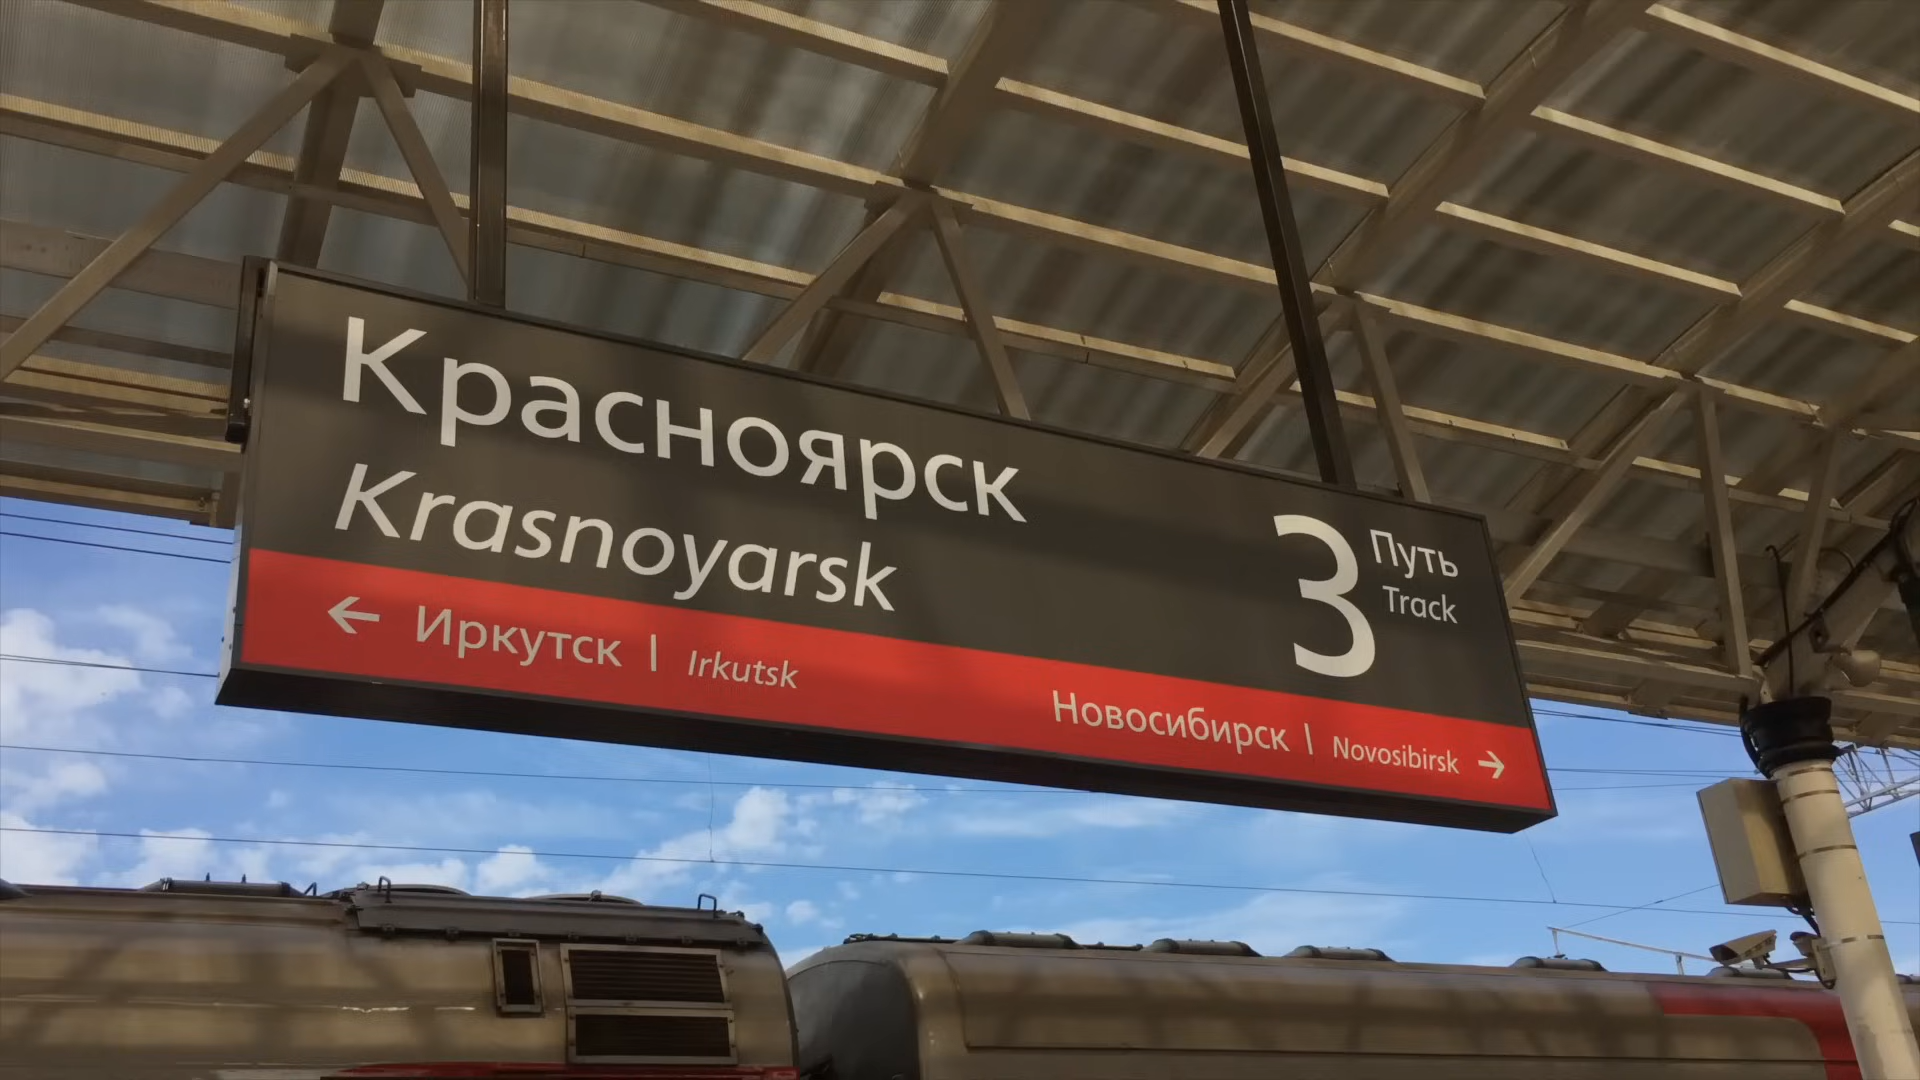 Красноярск
Krasnoyarsk
3 Путь
Track
← Иркутск | Irkutsk
Новосибирск | Novosibirsk →